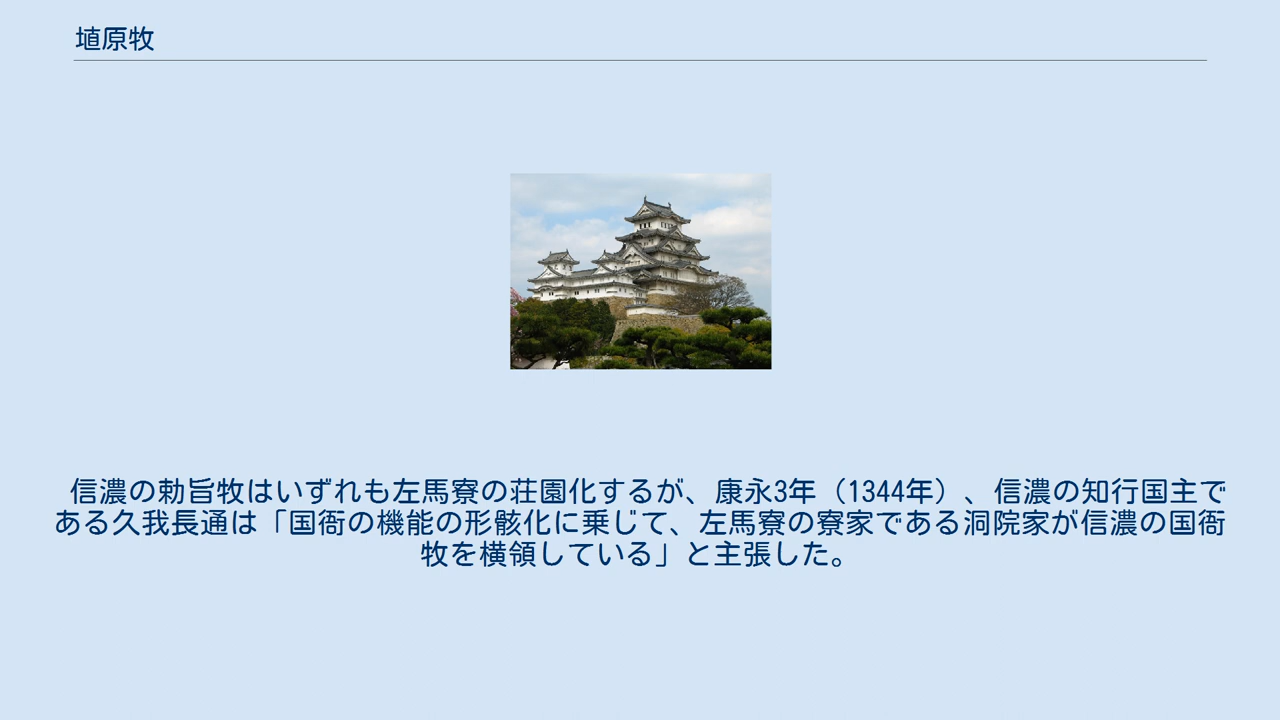 埴原牧
信濃の勅旨牧はいずれも左馬寮の荘園化するが、康永3年（1344年）、信濃の知行国主で
ある久我長通は「国衙の機能の形骸化に乗じて、左馬寮の寮家である洞院家が信濃の国衙
牧を横領している」と主張した。